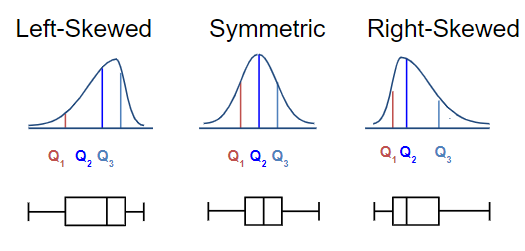 Left-Skewed Symmetric Right-Skewed
Q1 Q2 Q3 Q1 Q2 Q3 Q1 Q2 Q3